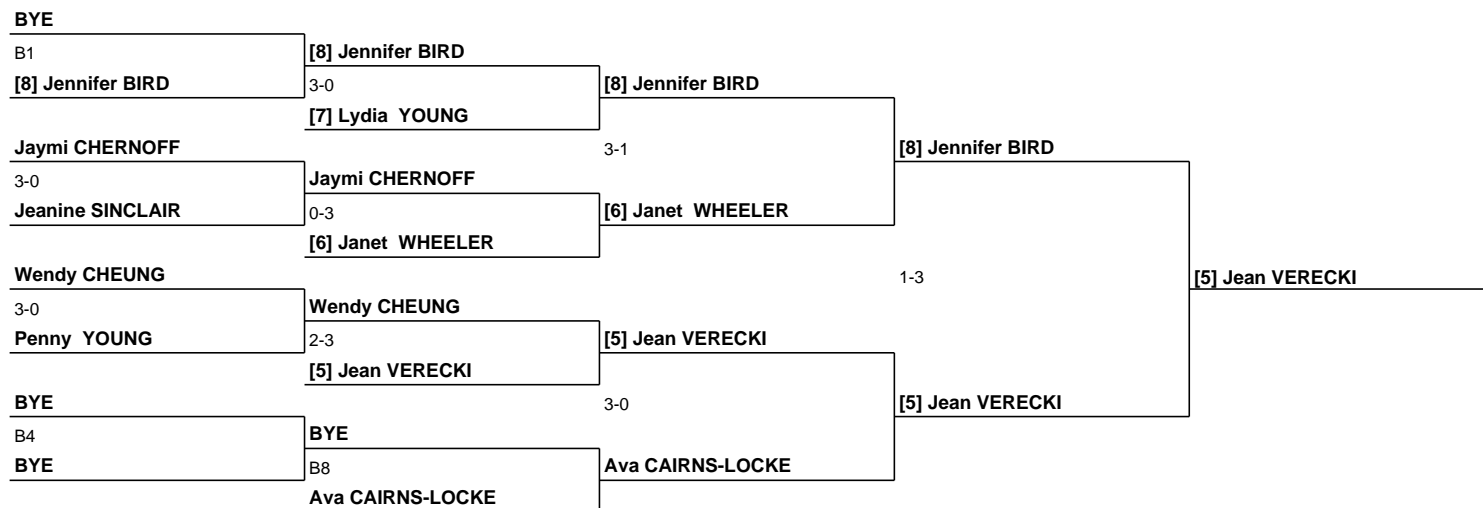 BYE
B1
[8] Jennifer BIRD
[8] Jennifer BIRD
3-0
[8] Jennifer BIRD
[7] Lydia YOUNG
Jaymi CHERNOFF
3-1
[8] Jennifer BIRD
3-0
Jaymi CHERNOFF
Jeanine SINCLAIR
0-3
[6] Janet WHEELER
[6] Janet WHEELER
Wendy CHEUNG
1-3
[5] Jean VERECKI
3-0
Wendy CHEUNG
Penny YOUNG
2-3
[5] Jean VERECKI
[5] Jean VERECKI
BYE
3-0
[5] Jean VERECKI
B4
BYE
BYE
B8
Ava CAIRNS-LOCKE
Ava CAIRNS-LOCKE